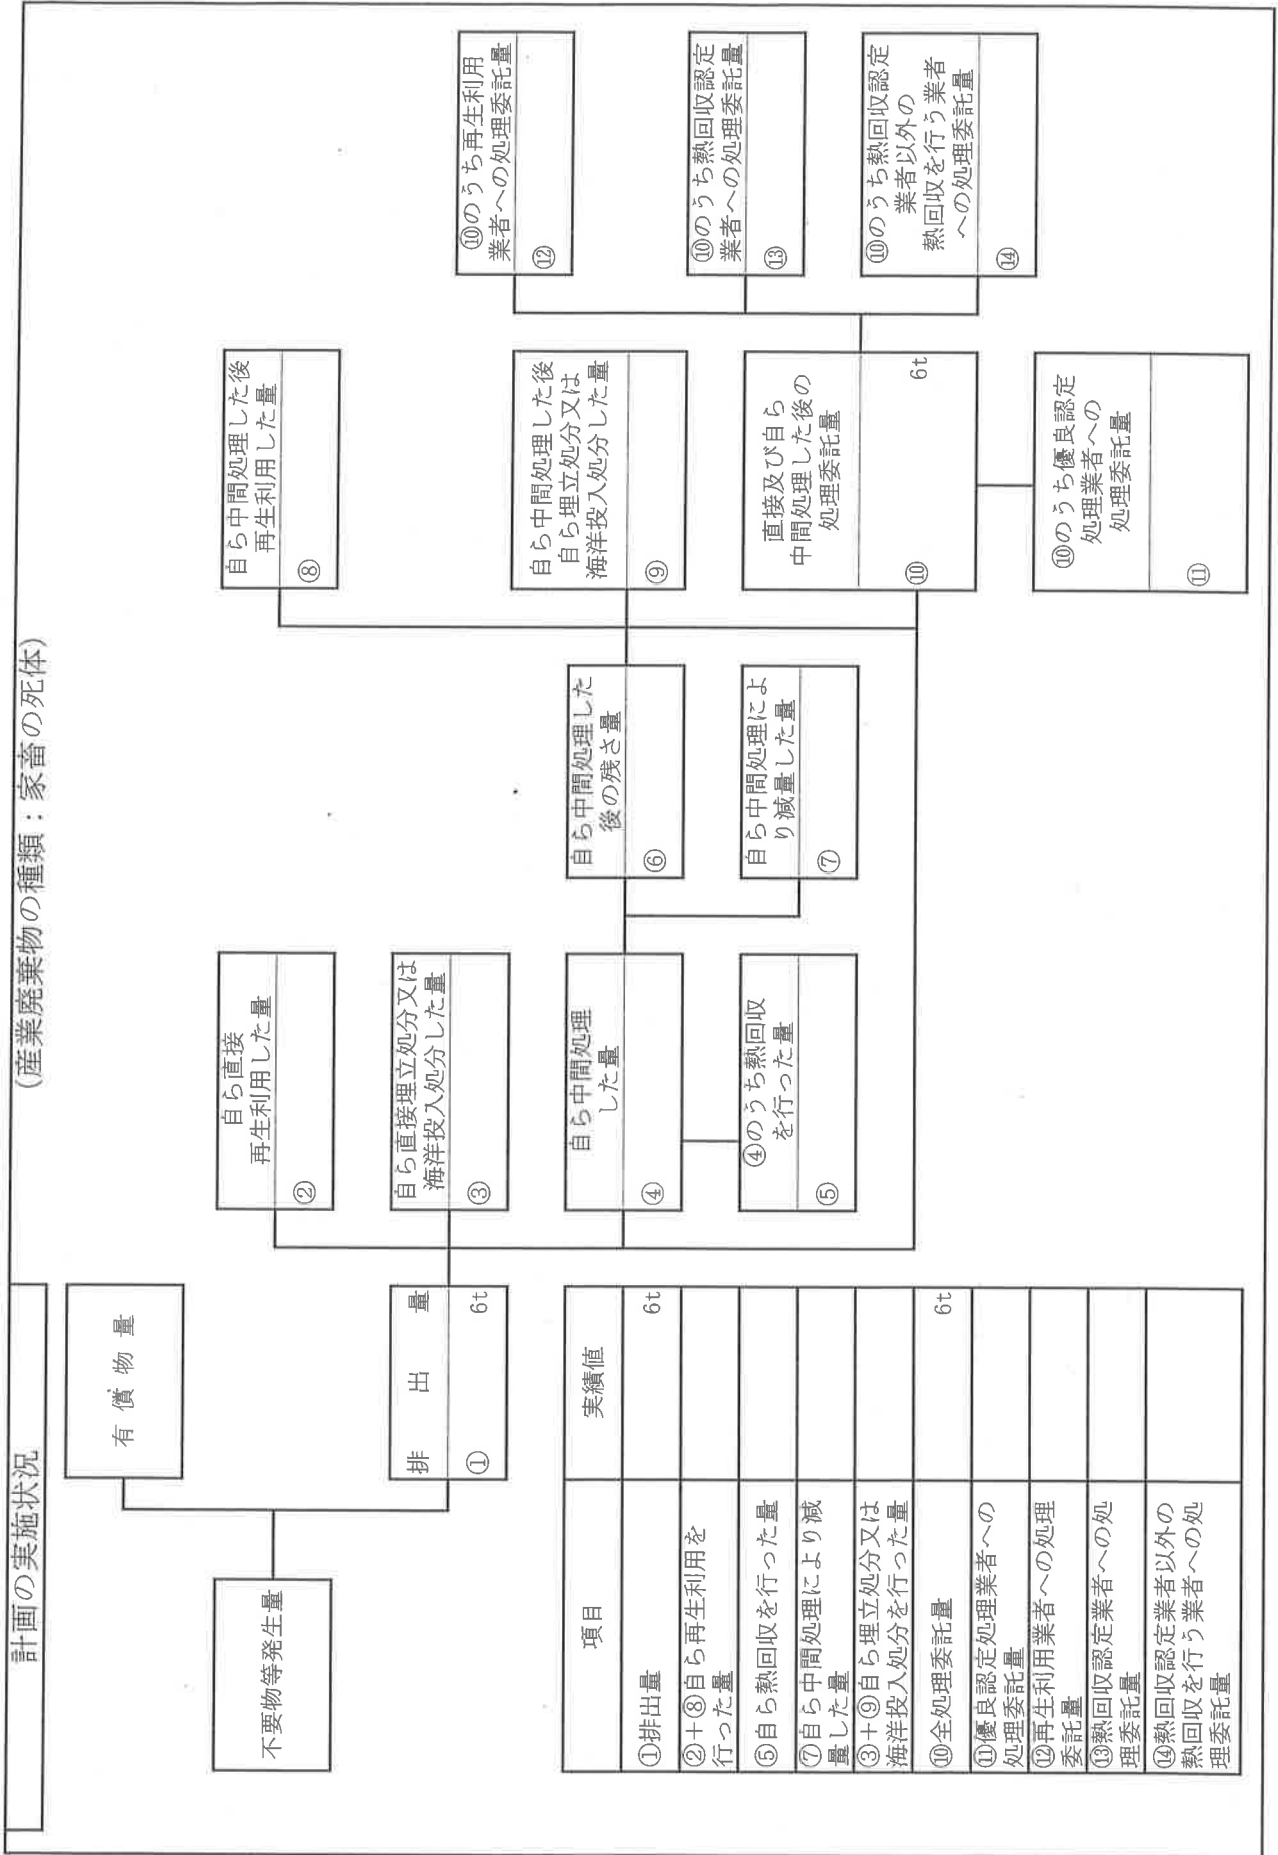 計画の実施状況
(産業廃棄物の種類：家畜の死体)
不要物等発生量
有償物量
排出量
① 6t
自ら直接
再生利用した量
②
自ら直接埋立処分又は
海洋投入処分した量
③
自ら中間処理
した量
④
④のうち熱回収
を行った量
⑤
自ら中間処理した
後の残さ量
⑥
自ら中間処理によ
り減量した量
⑦
自ら中間処理した後
再生利用した量
⑧
自ら中間処理した後
自ら埋立処分又は
海洋投入処分した量
⑨
直接及び自ら
中間処理した後の
処理委託量
⑩ 6t
⑩のうち優良認定
処理業者への
処理委託量
⑪
⑩のうち再生利用
業者への処理委託量
⑫
⑩のうち熱回収認定
業者への処理委託量
⑬
⑩のうち熱回収認定
業者以外の
熱回収を行う業者
への処理委託量
⑭
項目 実績値
①排出量 6t
②＋⑧自ら再生利用を
行った量
⑤自ら熱回収を行った量
⑦自ら中間処理により減
量した量
③＋⑨自ら埋立処分又は
海洋投入処分を行った量
⑩全処理委託量 6t
⑪優良認定処理業者への
処理委託量
⑫再生利用業者への処理
委託量
⑬熱回収認定業者への処
理委託量
⑭熱回収認定業者以外の
熱回収を行う業者への処
理委託量